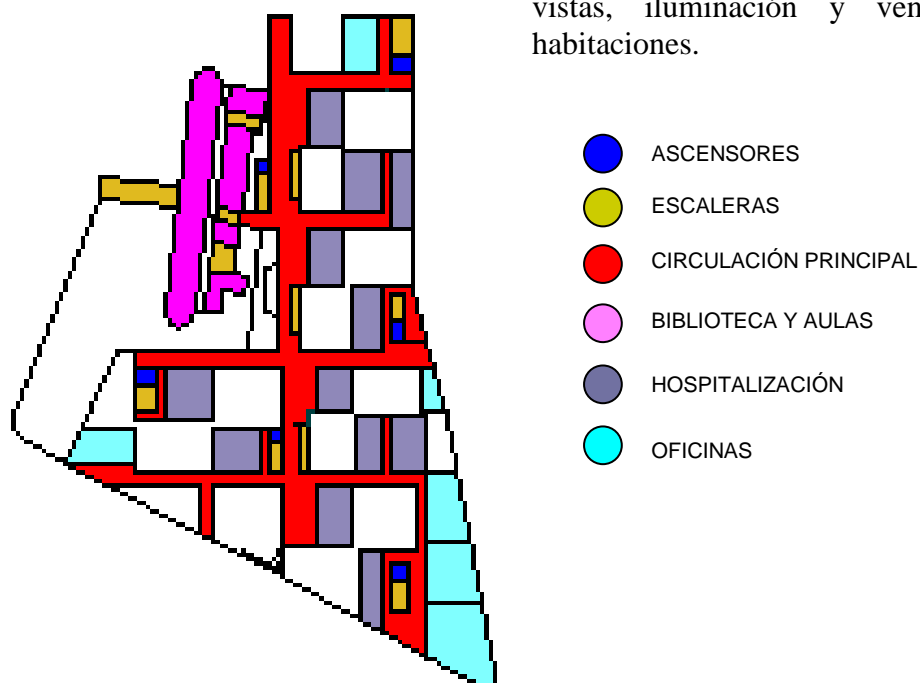 vistas, iluminación y ven
habitaciones.
ASCENSORES
ESCALERAS
CIRCULACIÓN PRINCIPAL
BIBLIOTECA Y AULAS
HOSPITALIZACIÓN
OFICINAS